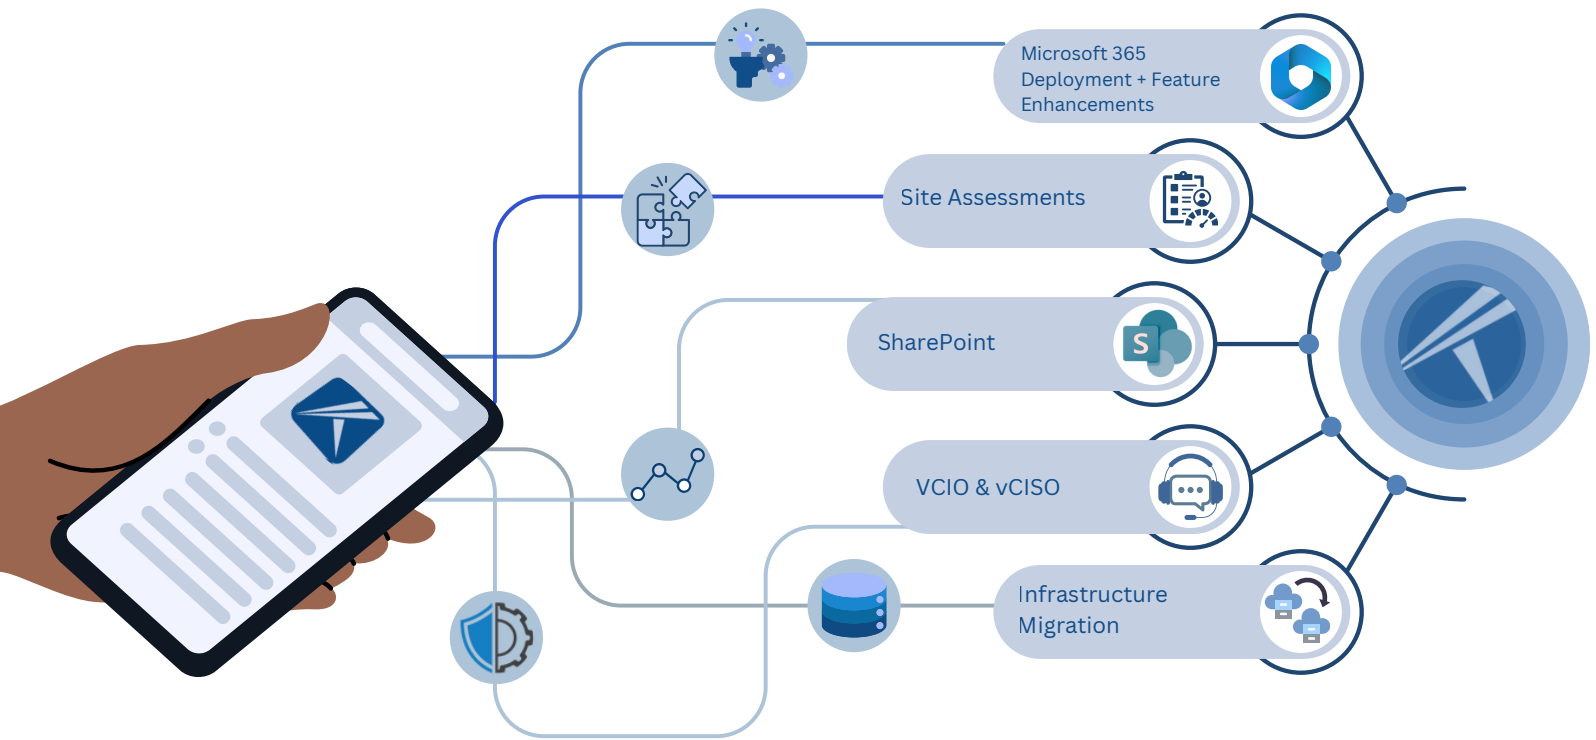 Microsoft 365
Deployment + Feature
Enhancements
Site Assessments
SharePoint
S
VCIO & vCISO
Infrastructure
Migration